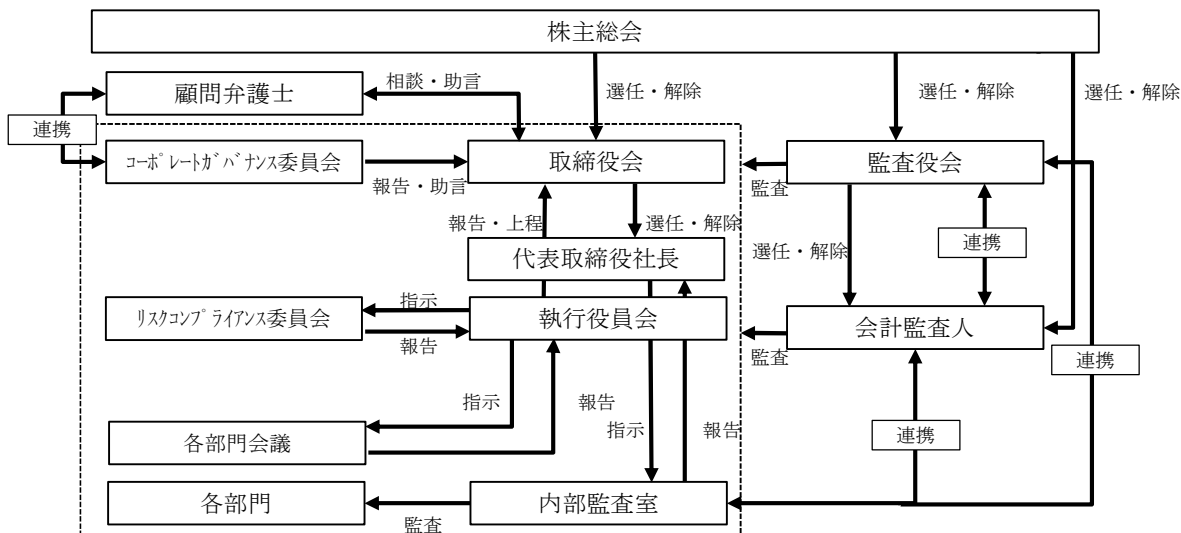 株主総会
顧問弁護士
相談・助言
選任・解除
選任・解除
選任・解除
連携
コーポレートガバナンス委員会
報告・助言
取締役会
監査
監査役会
報告・上程
選任・解除
選任・解除
連携
代表取締役社長
リスクコンプライアンス委員会
指示
報告
執行役員会
監査
会計監査人
連携
指示
報告
指示
報告
連携
各部門会議
各部門
監査
内部監査室